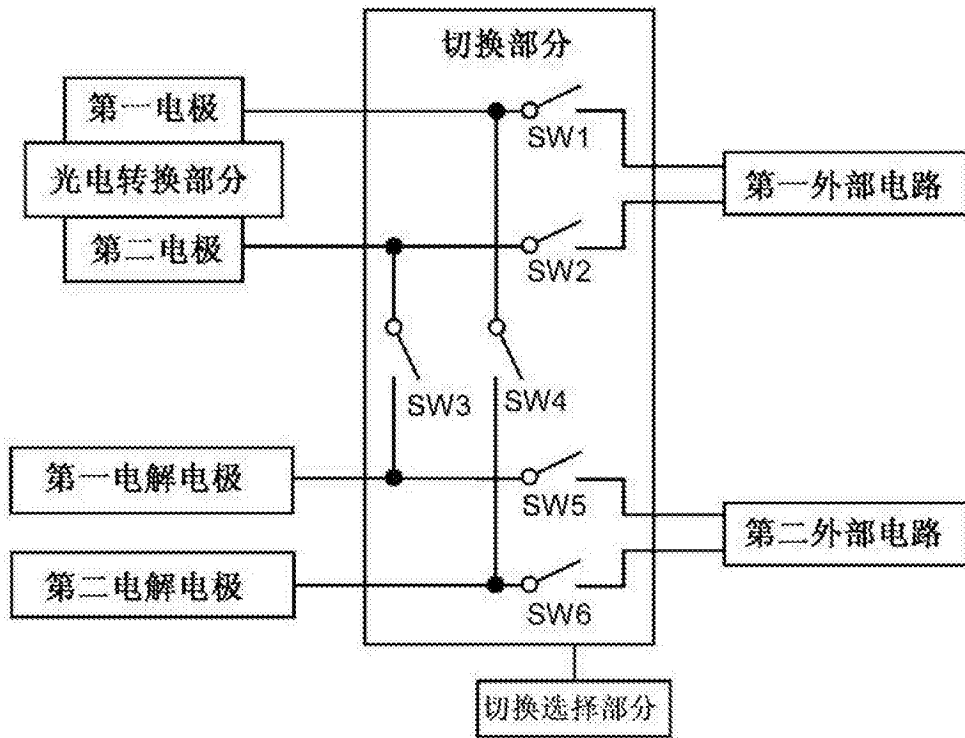 切换部分
第一电极
SW1
光电转换部分
第一外部电路
第二电极
SW2
SW3
SW4
第一电解电极
SW5
第二外部电路
第二电解电极
SW6
切换选择部分